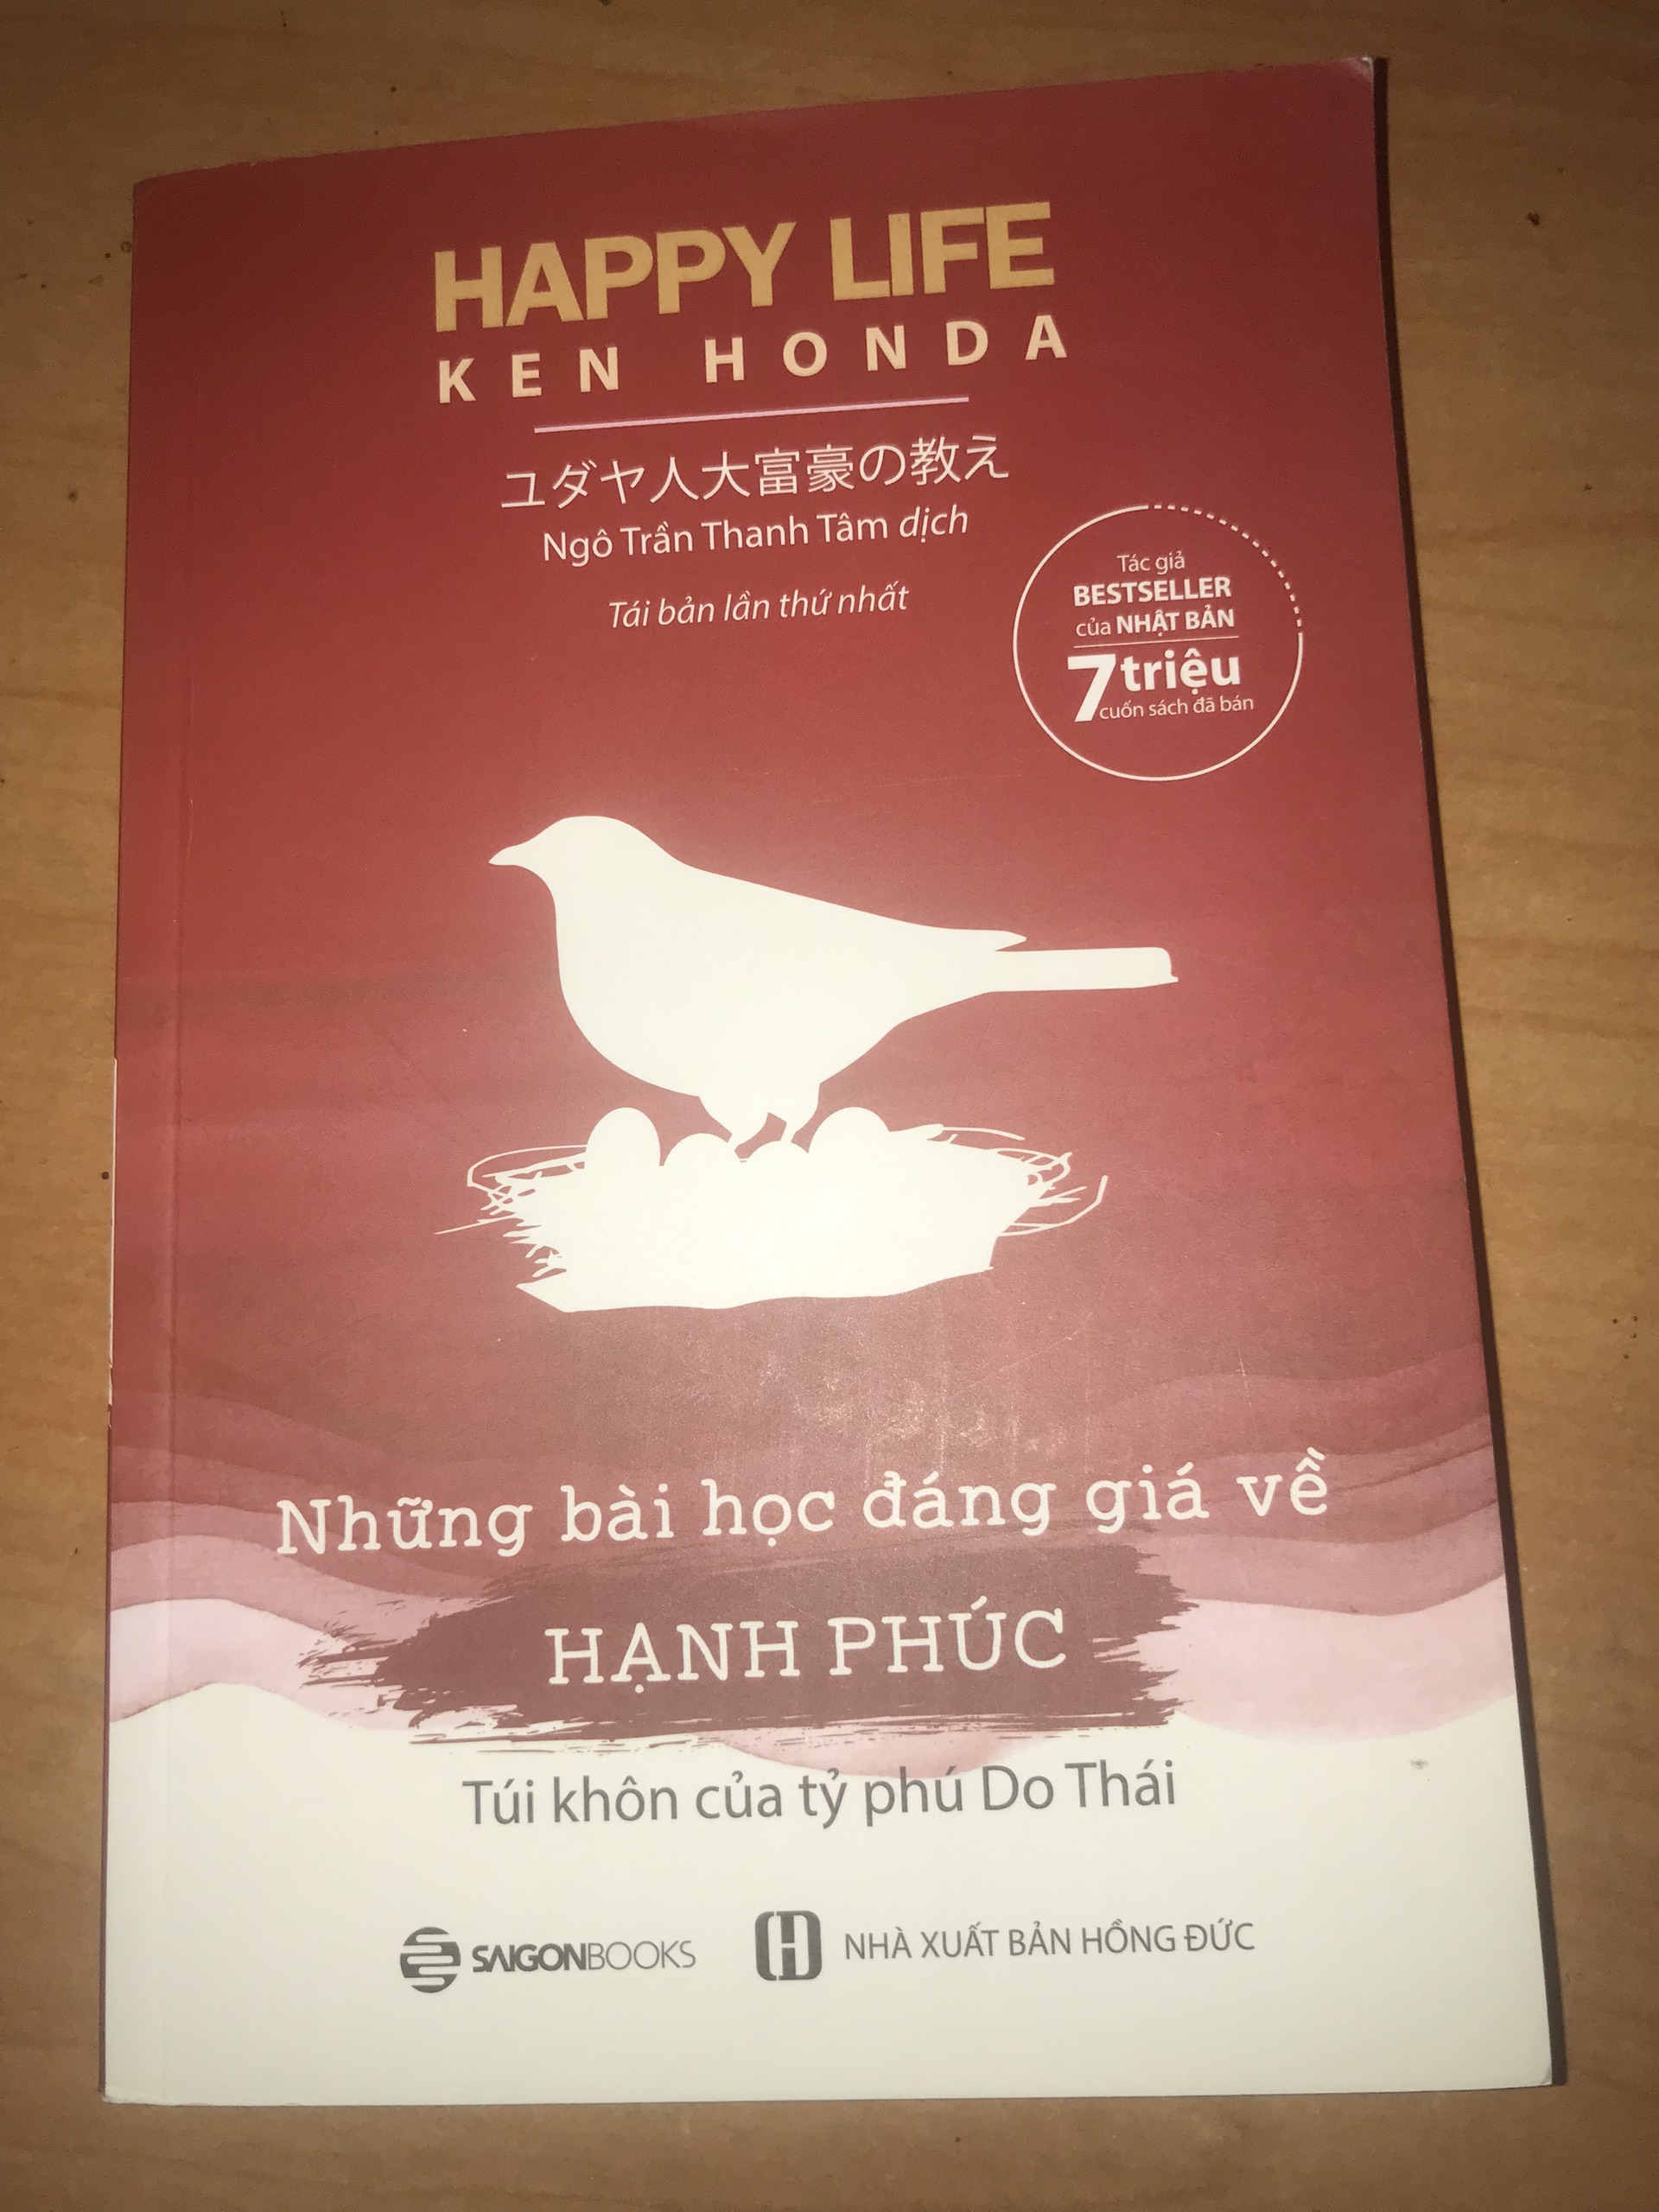 HAPPY LIFE
KEN HONDA
ユダヤ人大富豪の教え
Ngô Trần Thanh Tâm dịch
Tái bản lần thứ nhất
Tác giả
BESTSELLER
của NHẬT BẢN
7 triệu
cuốn sách đã bán
Những bài học đáng giá về
HẠNH PHÚC
Túi khôn của tỷ phú Do Thái
SAIGONBOOKS
NHÀ XUẤT BẢN HỒNG ĐỨC